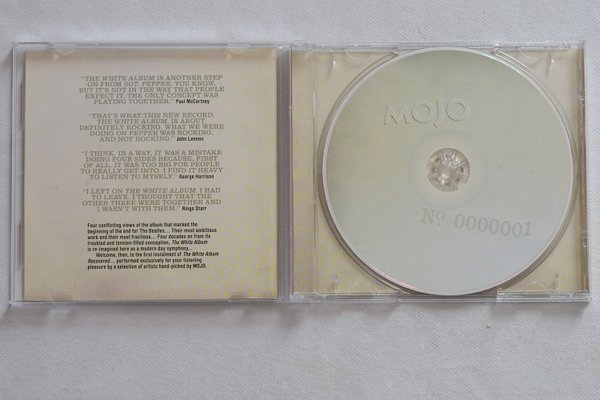 "THE WHITE ALBUM IS ANOTHER STEP
ON FROM SGT. PEPPER, YOU KNOW,
BUT IT'S NOT IN THE WAY THAT PEOPLE
EXPECT IT. THE ONLY CONCEPT WAS
PLAYING TOGETHER." Paul McCartney
"THAT'S WHAT THIS NEW RECORD,
THE WHITE ALBUM, IS ABOUT.
DEFINITELY ROCKING. WHAT WE WERE
DOING ON PEPPER WAS ROCKING,
AND NOT ROCKING." John Lennon
"I THINK, IN A WAY, IT WAS A MISTAKE
DOING FOUR SIDES BECAUSE, FIRST
OF ALL, IT WAS TOO BIG FOR PEOPLE
TO REALLY GET INTO. I FIND IT HEAVY
TO LISTEN TO MYSELF." George Harrison
"I LEFT ON THE WHITE ALBUM. I HAD
TO LEAVE. I THOUGHT THAT THE
OTHER THREE WERE TOGETHER AND
I WASN'T WITH THEM." Ringo Starr
Four conflicting views of the album that marked the
beginning of the end for The Beatles... Their most ambitious
work and their most fractious... Four decades on from its
troubled and tension-filled conception, The White Album
is re-imagined here as a modern day symphony...
Welcome, then, to the first instalment of The White Album
Recovered... performed exclusively for your listening
pleasure by a selection of artists hand-picked by MOJO.
MOJO
No 0000001